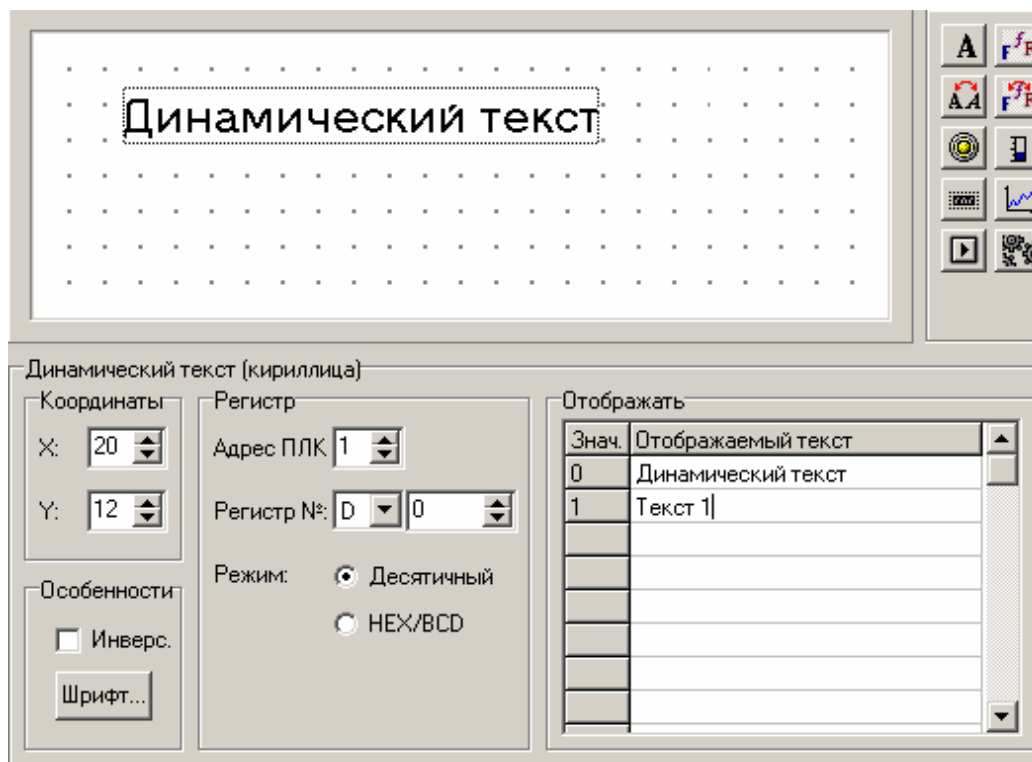 Динамический текст
Динамический текст (кириллица)
Координаты
X: 20
Y: 12
Особенности
Инверс.
Шрифт...
Регистр
Адрес ПЛК 1
Регистр №: D 0
Режим: Десятичный
HEX/BCD
Отображать
Знач. Отображаемый текст
0 Динамический текст
1 Текст 1